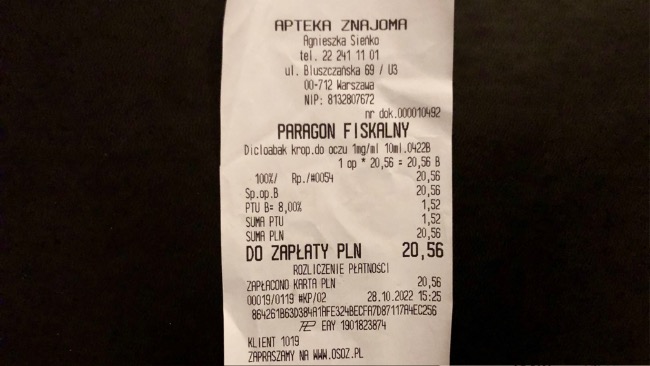 APTEKA ZNAJOMA
Agnieszka Sieńko
tel. 22 241 11 01
ul. Bluszczańska 69 / U3
00-712 Warszawa
NIP: 8132807672
nr dok.000010492
PARAGON FISKALNY
Dicloabak krop.do oczu 1mg/ml 10ml.0422B
1 op * 20,56 = 20,56 B
100%/ Rp./#0054 20,56
Sp.op.B 20,56
PTU B= 8,00% 1,52
SUMA PTU 1,52
SUMA PLN 20,56
DO ZAPŁATY PLN 20,56
ROZLICZENIE PŁATNOŚCI
ZAPŁACONO KARTA PLN 20,56
00019/0119 #KP/02 28.10.2022 15:25
864261B63D384A1AFE324BECFA7D87117A4EC256
EAY 1901823874
KLIENT 1019
ZAPRASZAMY NA WWW.OSOZ.PL